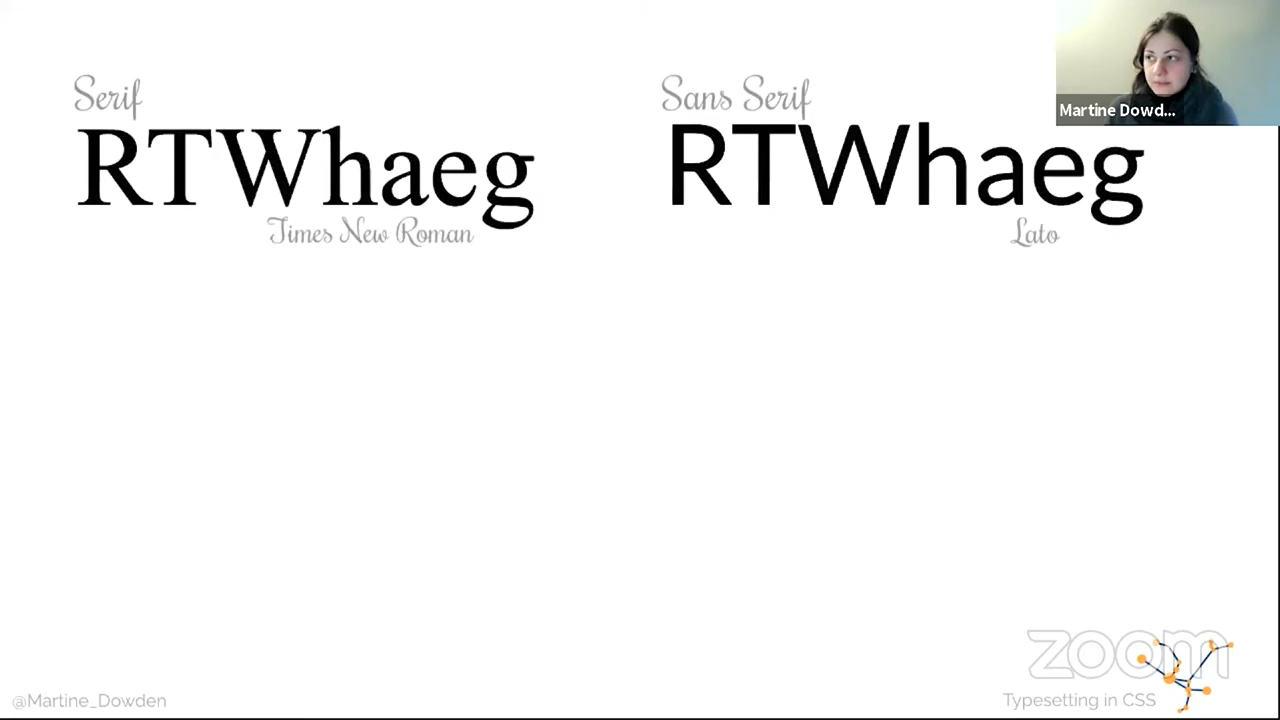 Serif
RTWhaeg
Times New Roman
Sans Serif
RTWhaeg
Lato
Martine Dowd...
zoom
@Martine_Dowden
Typesetting in CSS